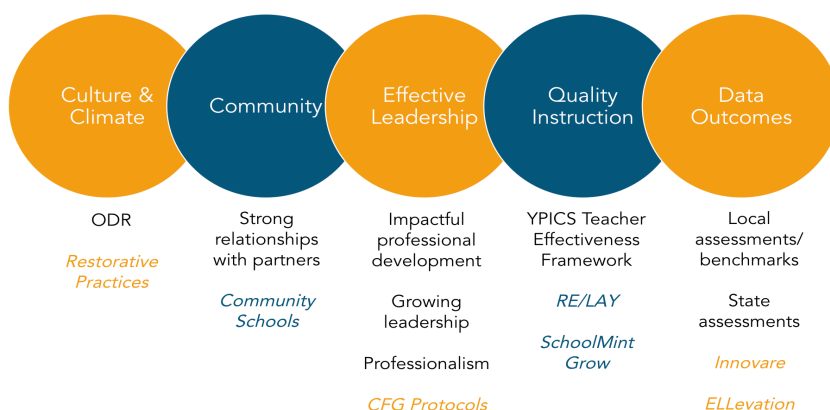 Culture &
Climate
Community
Effective
Leadership
Quality
Instruction
Data
Outcomes
ODR
Restorative
Practices
Strong
relationships
with partners
Community
Schools
Impactful
professional
development
Growing
leadership
Professionalism
CFG Protocols
YPICS Teacher
Effectiveness
Framework
RE/LAY
SchoolMint
Grow
Local
assessments/
benchmarks
State
assessments
Innovare
ELLevation